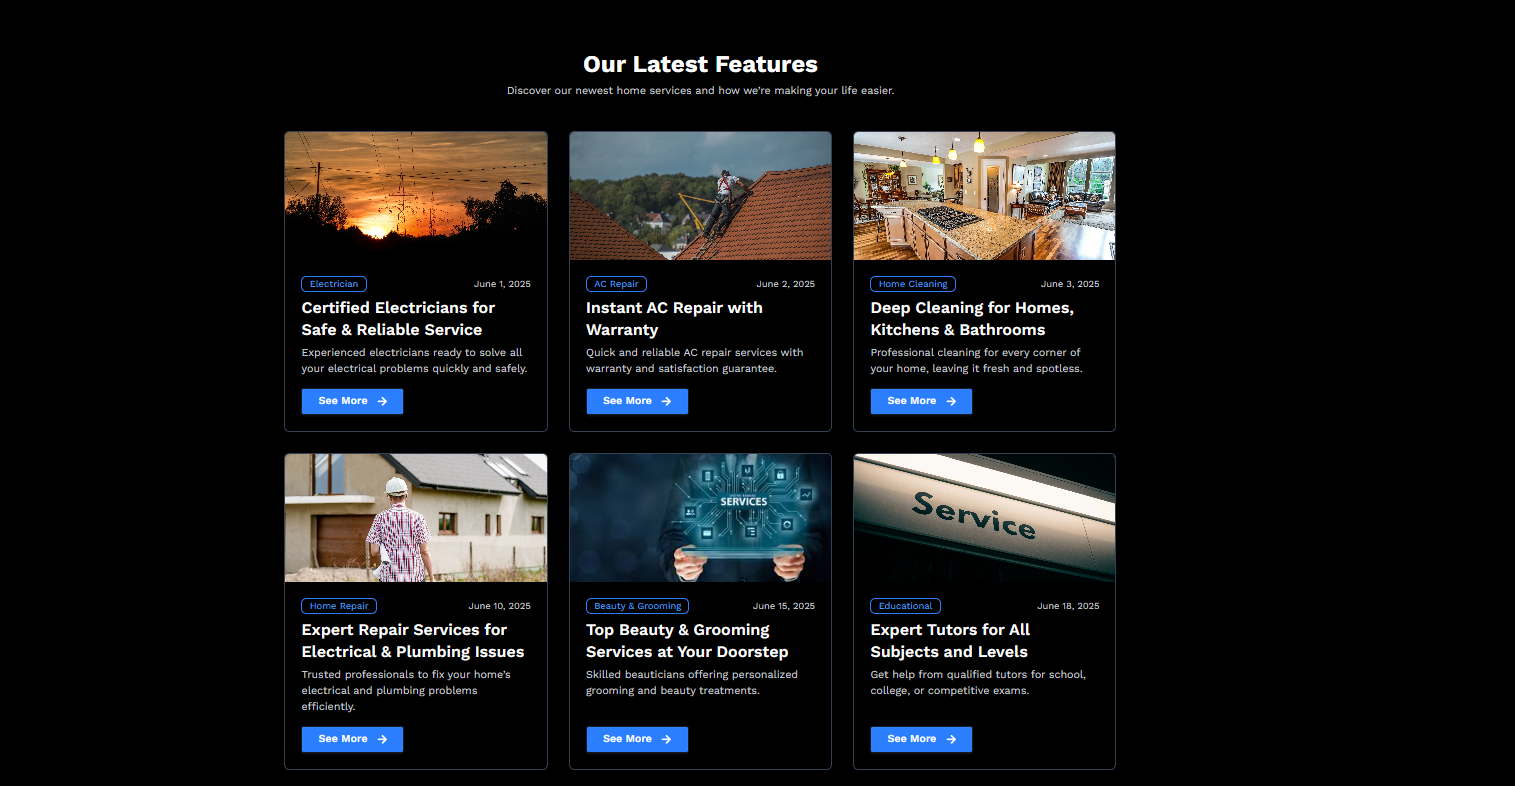 Our Latest Features
Discover our newest home services and how we're making your life easier.
Electrician
June 1, 2025
Certified Electricians for
Safe & Reliable Service
Experienced electricians ready to solve all
your electrical problems quickly and safely.
See More
AC Repair
June 2, 2025
Instant AC Repair with
Warranty
Quick and reliable AC repair services with
warranty and satisfaction guarantee.
See More
Home Cleaning
June 3, 2025
Deep Cleaning for Homes,
Kitchens & Bathrooms
Professional cleaning for every corner of
your home, leaving it fresh and spotless.
See More
Home Repair
June 10, 2025
Expert Repair Services for
Electrical & Plumbing Issues
Trusted professionals to fix your home's
electrical and plumbing problems
efficiently.
See More
SERVICES
Beauty & Grooming
June 15, 2025
Top Beauty & Grooming
Services at Your Doorstep
Skilled beauticians offering personalized
grooming and beauty treatments.
See More
Service
Educational
June 18, 2025
Expert Tutors for All
Subjects and Levels
Get help from qualified tutors for school,
college, or competitive exams.
See More